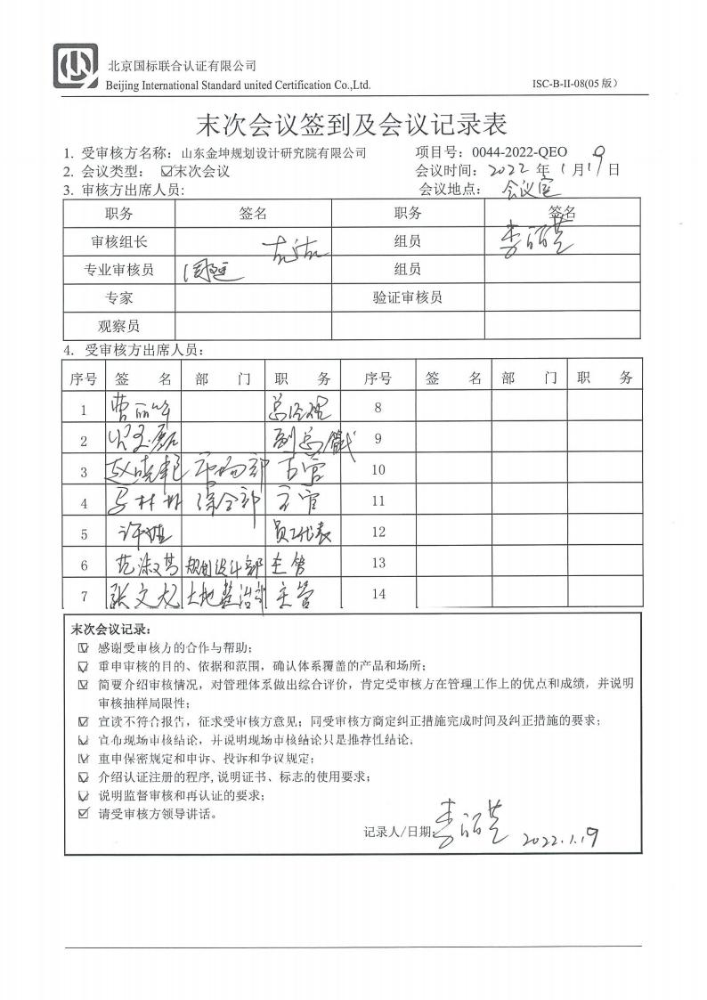 北京国标联合认证有限公司
Beijing International Standard united Certification Co.,Ltd.
ISC-B-II-08(05 版)
末次会议签到及会议记录表
1. 受审核方名称：山东金坤规划设计研究院有限公司 项目号：0044-2022-QEO
2. 会议类型： ☑末次会议 会议时间：2022 年 1 月 19 日
3. 审核方出席人员: 会议地点：会议室
职务 签名 职务 签名
审核组长 组员
专业审核员 组员
专家 验证审核员
观察员
4. 受审核方出席人员:
序号 签 名 部 门 职 务 序号 签 名 部 门 职 务
1 曹丽峰 总经理 8
2 副总 9
3 赵晓艳 市场部 主管 10
4 综合部 主管 11
5 员工代表 12
6 范淑芳 规划设计部 主管 13
7 张文龙 土地整治部 主管 14
末次会议记录:
☑ 感谢受审核方的合作与帮助；
☑ 重申审核的目的、依据和范围，确认体系覆盖的产品和场所；
☑ 简要介绍审核情况，对管理体系做出综合评价，肯定受审核方在管理工作上的优点和成绩，并说明
审核抽样局限性；
☑ 宣读不符合报告，征求受审核方意见；同受审核方商定纠正措施完成时间及纠正措施的要求；
☑ 宣布现场审核结论，并说明现场审核结论只是推荐性结论。
☑ 重申保密规定和申诉、投诉和争议规定；
☑ 介绍认证注册的程序,说明证书、标志的使用要求；
☑ 说明监督审核和再认证的要求；
☑ 请受审核方领导讲话。
记录人/日期: 2022.1.19